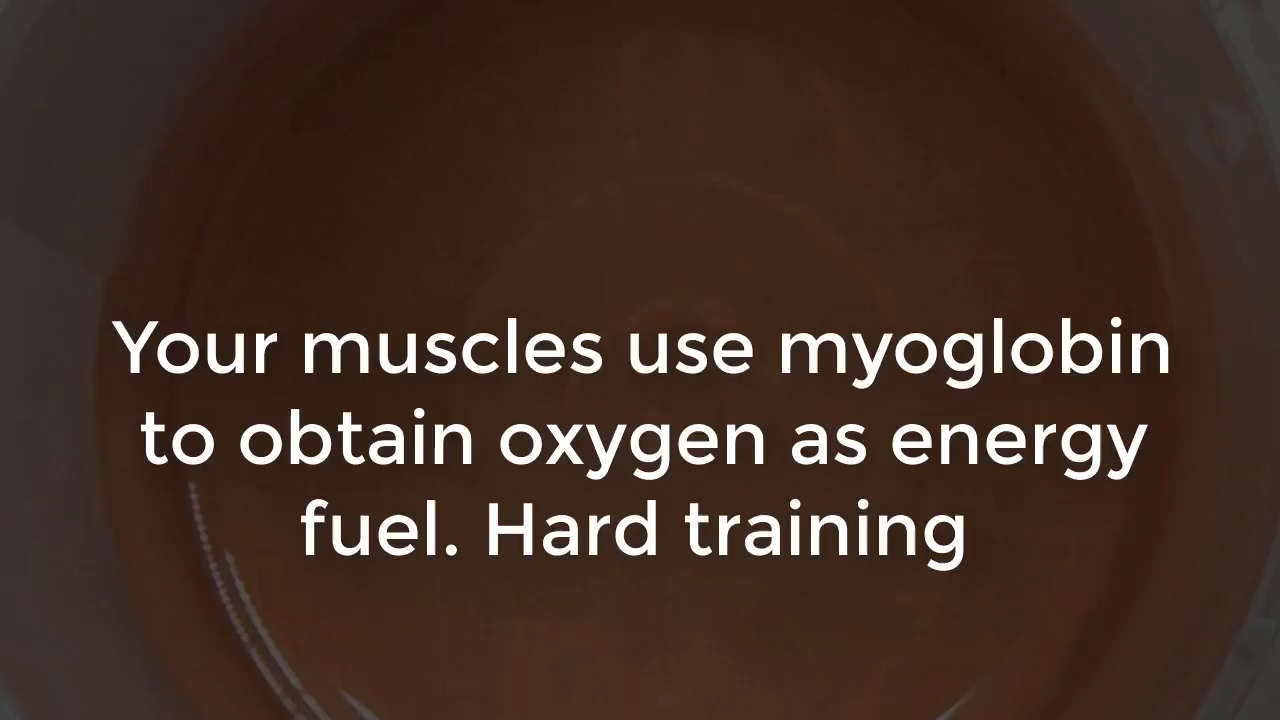 Your muscles use myoglobin
to obtain oxygen as energy
fuel. Hard training